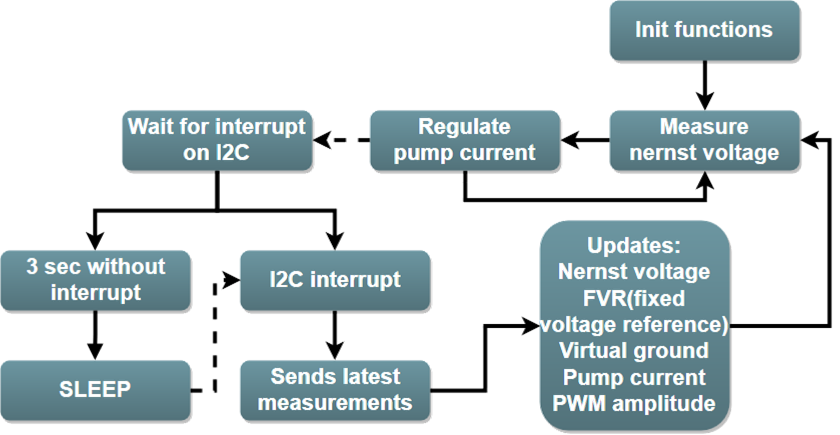 Init functions
Wait for interrupt
on I2C
Regulate
pump current
Measure
nernst voltage
3 sec without
interrupt
I2C interrupt
SLEEP
Sends latest
measurements
Updates:
Nernst voltage
FVR(fixed
voltage reference)
Virtual ground
Pump current
PWM amplitude